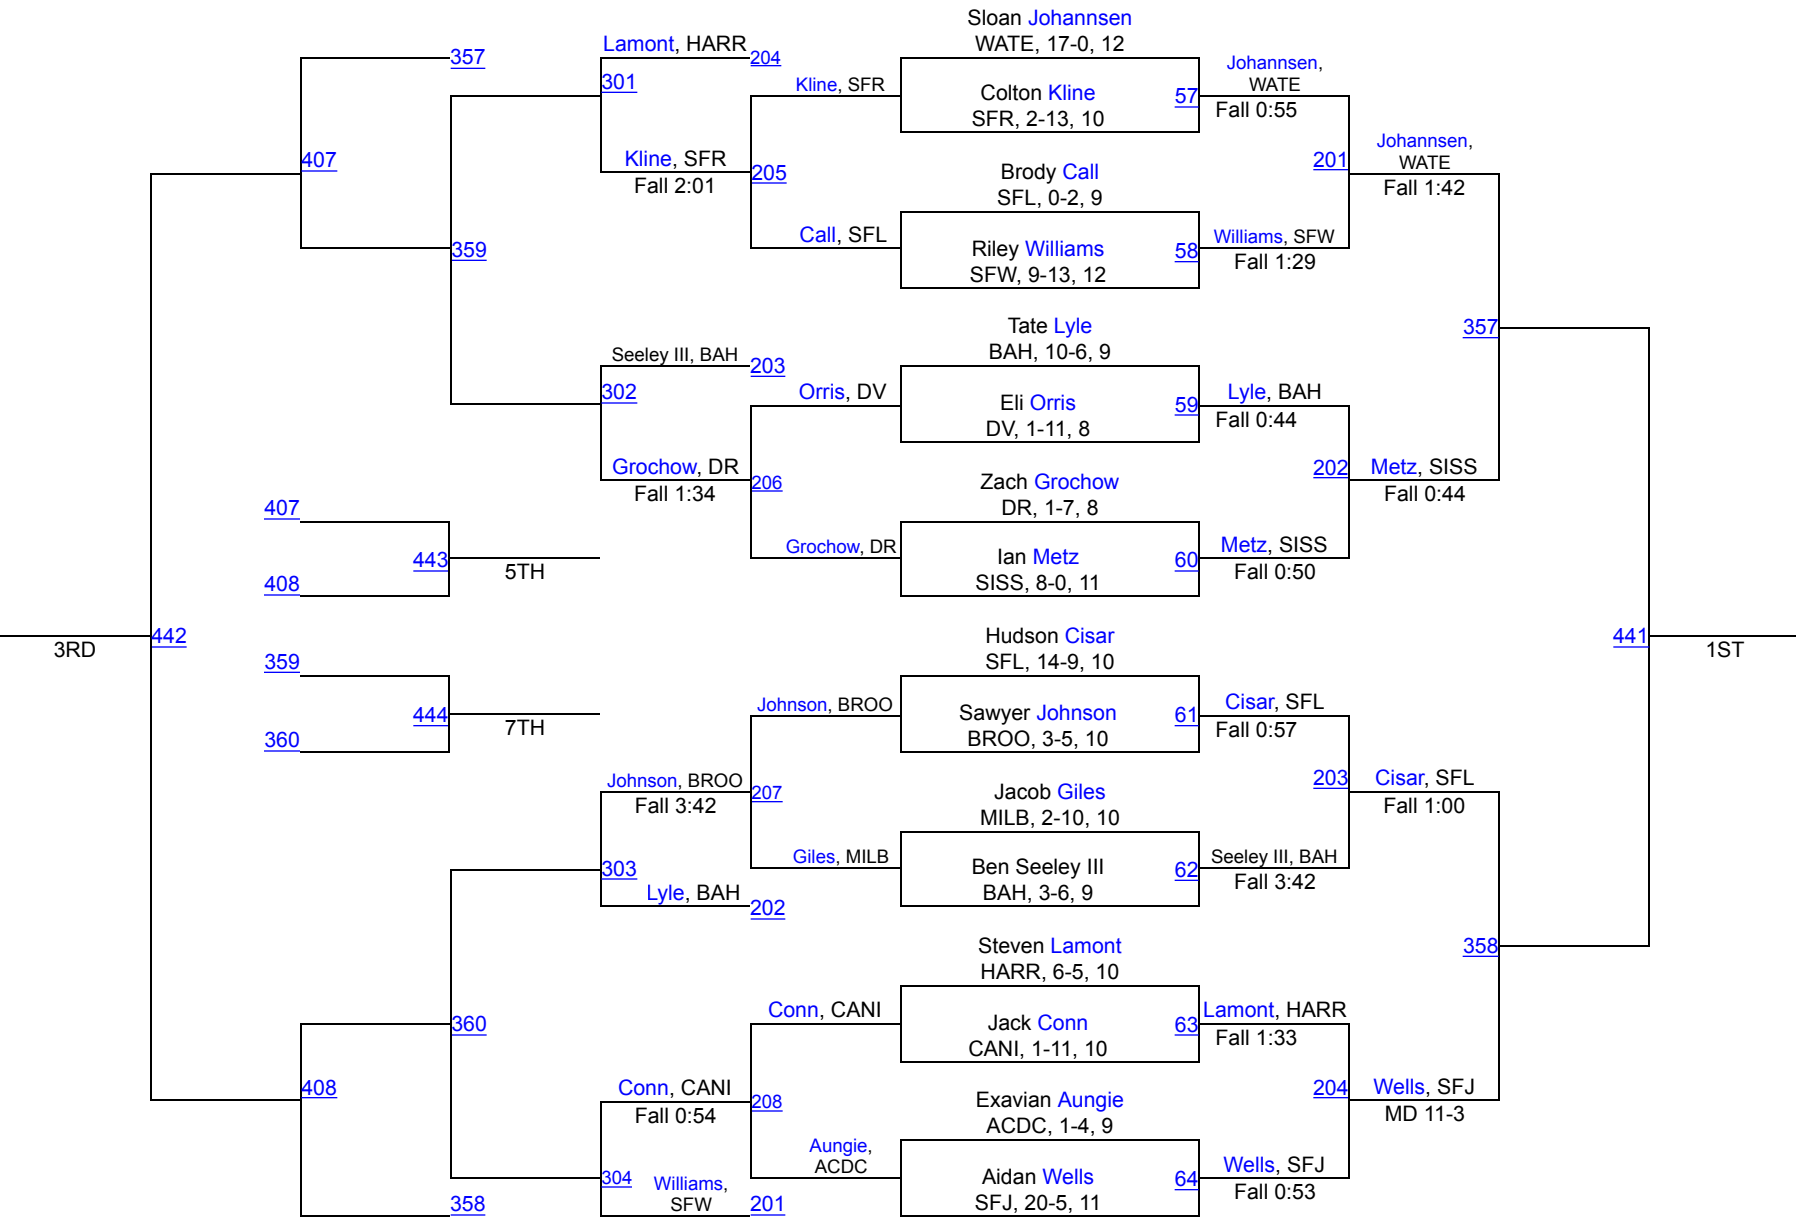 Sloan Johannsen
WATE, 17-0, 12
Colton Kline
SFR, 2-13, 10
57
Brody Call
SFL, 0-2, 9
Riley Williams
SFW, 9-13, 12
58
Tate Lyle
BAH, 10-6, 9
Eli Orris
DV, 1-11, 8
59
Zach Grochow
DR, 1-7, 8
Ian Metz
SISS, 8-0, 11
60
Hudson Cisar
SFL, 14-9, 10
Sawyer Johnson
BROO, 3-5, 10
61
Jacob Giles
MILB, 2-10, 10
Ben Seeley III
BAH, 3-6, 9
62
Steven Lamont
HARR, 6-5, 10
Jack Conn
CANI, 1-11, 10
63
Exavian Aungie
ACDC, 1-4, 9
Aidan Wells
SFJ, 20-5, 11
64
Johannsen,
WATE
Fall 0:55
201
Williams, SFW
Fall 1:29
Lyle, BAH
Fall 0:44
202
Metz, SISS
Fall 0:50
Cisar, SFL
Fall 0:57
203
Seeley III, BAH
Fall 3:42
Lamont, HARR
Fall 1:33
204
Wells, SFJ
Fall 0:53
Johannsen,
WATE
Fall 1:42
357
Metz, SISS
Fall 0:44
Cisar, SFL
Fall 1:00
358
Wells, SFJ
MD 11-3
441
1ST
Kline, SFR
205
Call, SFL
Orris, DV
206
Grochow, DR
Johnson, BROO
207
Giles, MILB
Conn, CANI
208
Aungie,
ACDC
Lamont, HARR
204
301
Kline, SFR
Fall 2:01
Seeley III, BAH
203
302
Grochow, DR
Fall 1:34
Johnson, BROO
Fall 3:42
303
Lyle, BAH
202
Conn, CANI
Fall 0:54
304
Williams,
SFW
201
357
407
359
360
408
358
407
443
5TH
408
359
444
7TH
360
442
3RD